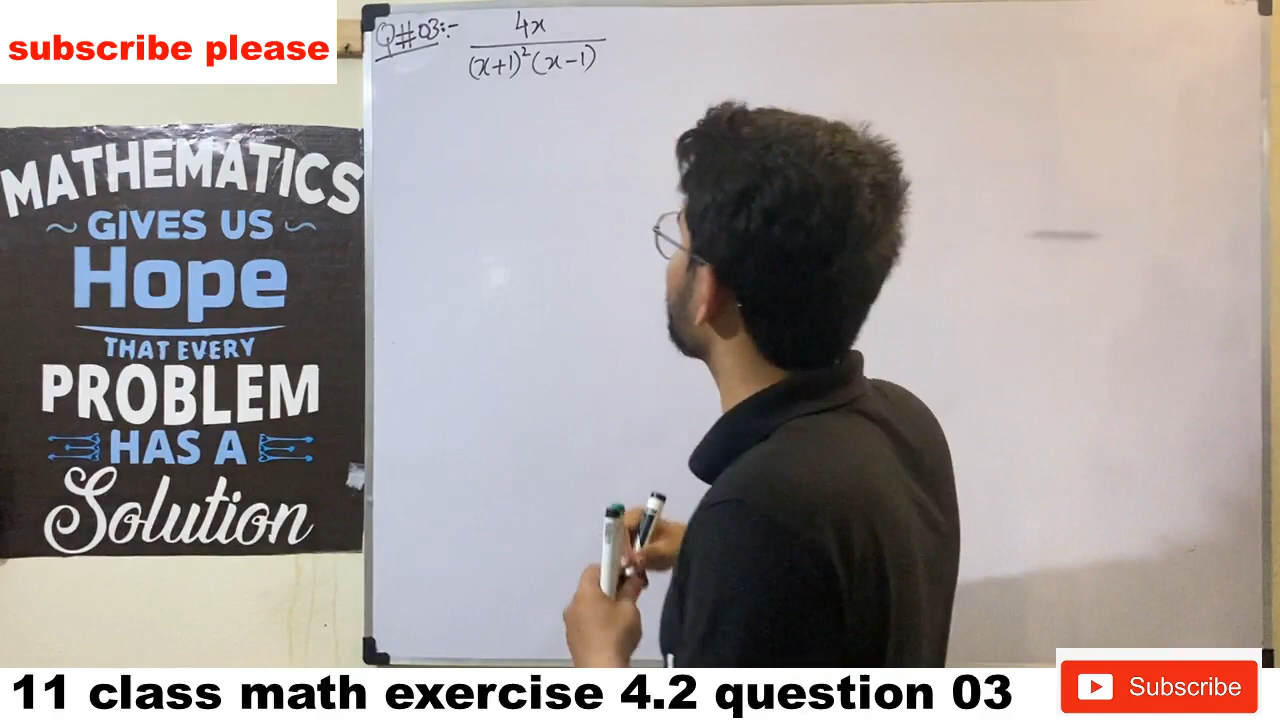 subscribe please
Q#03:- 4x
(x+1)²(x-1)
MATHEMATICS
~ GIVES US ~
Hope
THAT EVERY
PROBLEM
HAS A
Solution
11 class math exercise 4.2 question 03
Subscribe